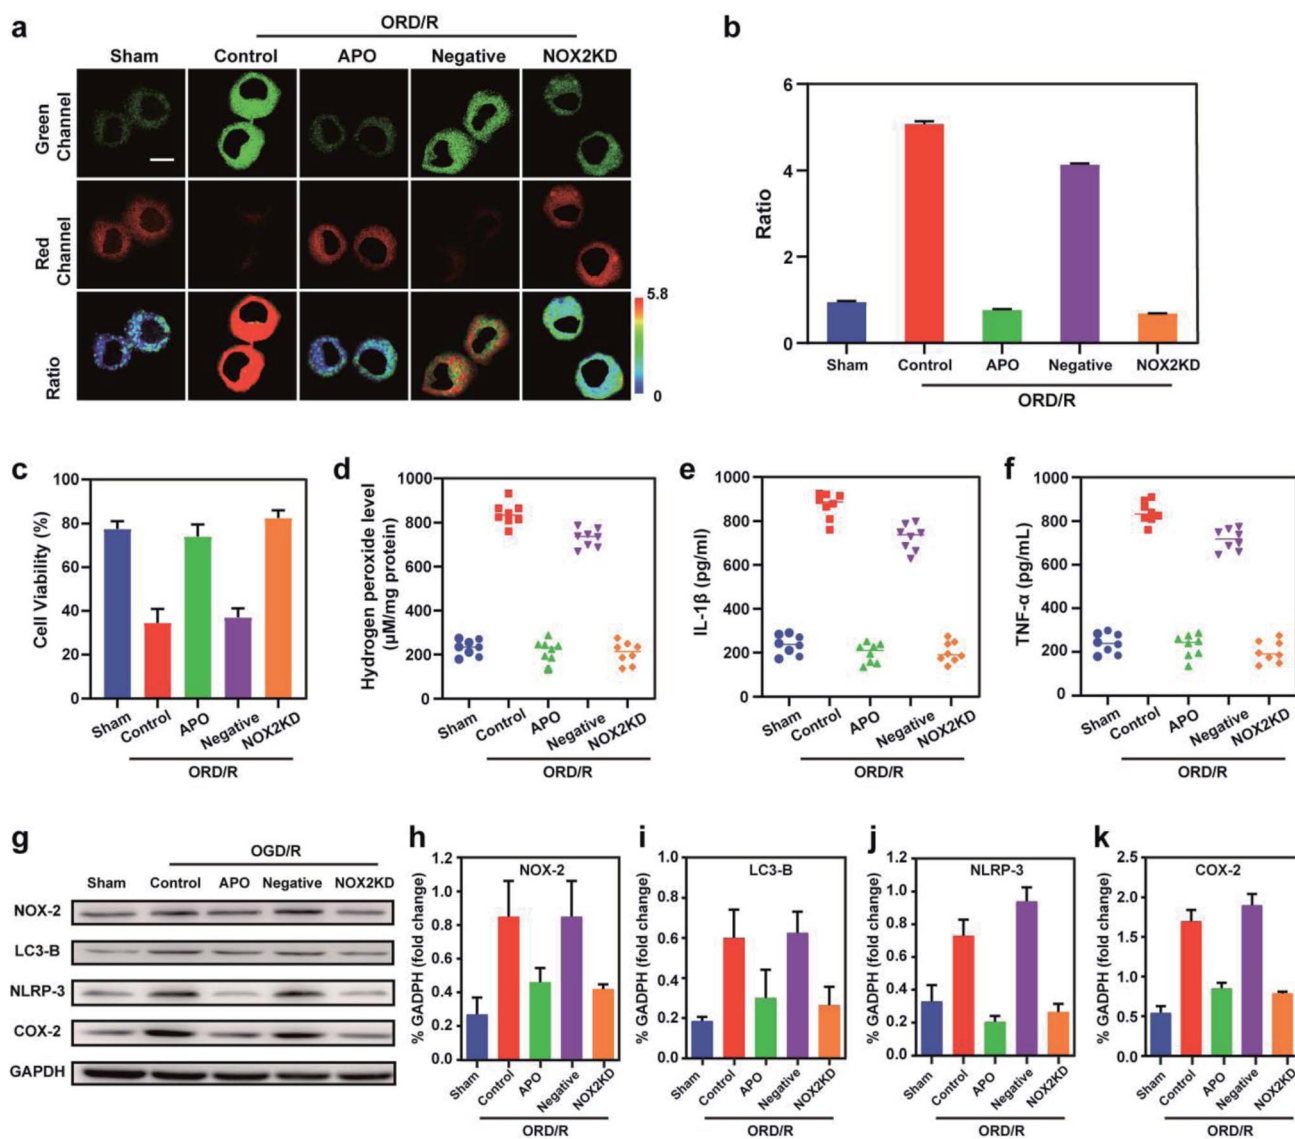 a
ORD/R
Sham Control APO Negative NOX2KD
Green Channel
Red Channel
Ratio
5.8
0
b
6
4
2
0
Ratio
Sham Control APO Negative NOX2KD
ORD/R
c
100
80
60
40
20
0
Cell Viability (%)
Sham Control APO Negative NOX2KD
ORD/R
d
1000
800
600
400
200
0
Hydrogen peroxide level
(μM/mg protein)
Sham Control APO Negative NOX2KD
ORD/R
e
1000
800
600
400
200
0
IL-1β (pg/ml)
Sham Control APO Negative NOX2KD
ORD/R
f
1000
800
600
400
200
0
TNF-α (pg/mL)
Sham Control APO Negative NOX2KD
ORD/R
g
OGD/R
Sham Control APO Negative NOX2KD
NOX-2
LC3-B
NLRP-3
COX-2
GAPDH
h
NOX-2
1.2
1.0
0.8
0.6
0.4
0.2
0.0
% GADPH (fold change)
Sham Control APO Negative NOX2KD
ORD/R
i
LC3-B
1.0
0.8
0.6
0.4
0.2
0.0
% GADPH (fold change)
Sham Control APO Negative NOX2KD
ORD/R
j
NLRP-3
1.2
1.0
0.8
0.6
0.4
0.2
0.0
% GADPH (fold change)
Sham Control APO Negative NOX2KD
ORD/R
k
COX-2
2.5
2.0
1.5
1.0
0.5
0.0
% GADPH (fold change)
Sham Control APO Negative NOX2KD
ORD/R